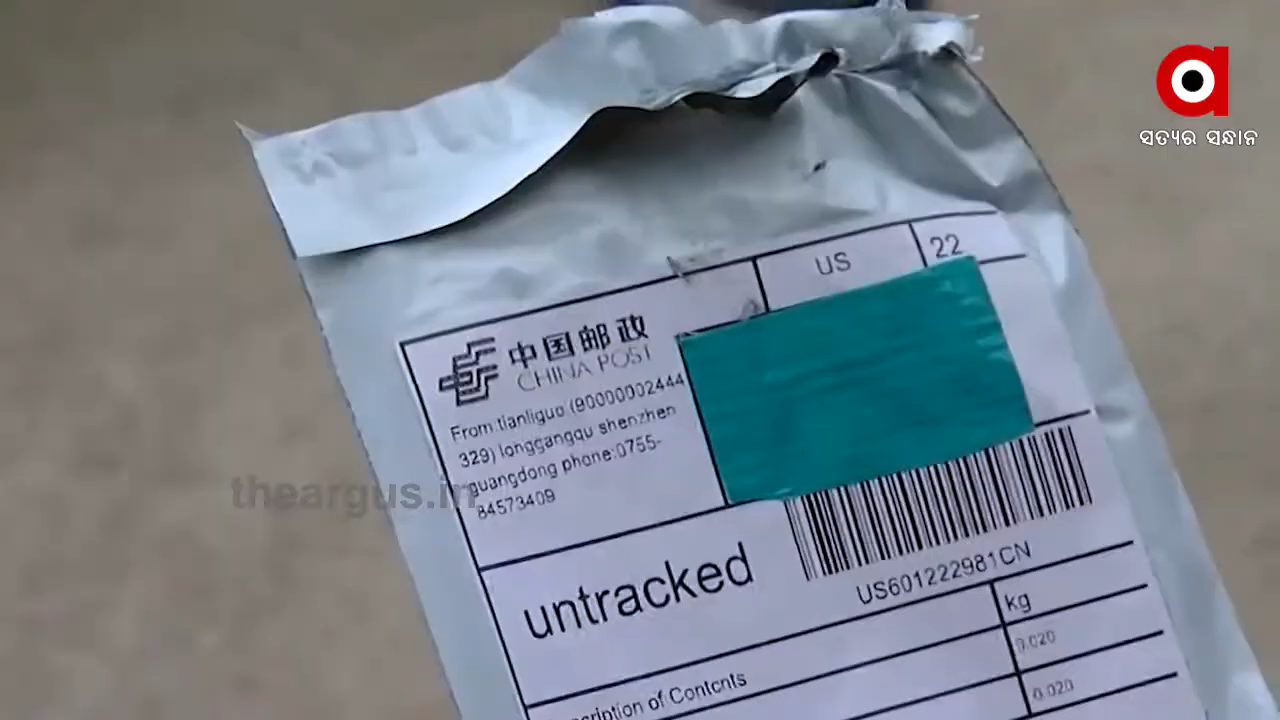 ସତ୍ୟର ସନ୍ଧାନ
US
22
中国邮政
CHINA POST
From:tianliguo (90000002444
329) longgangqu shenzhen
guangdong phone:0755-
84573409
theargus.in
untracked
US601222981CN
kg
of Contents
0.020
0.020